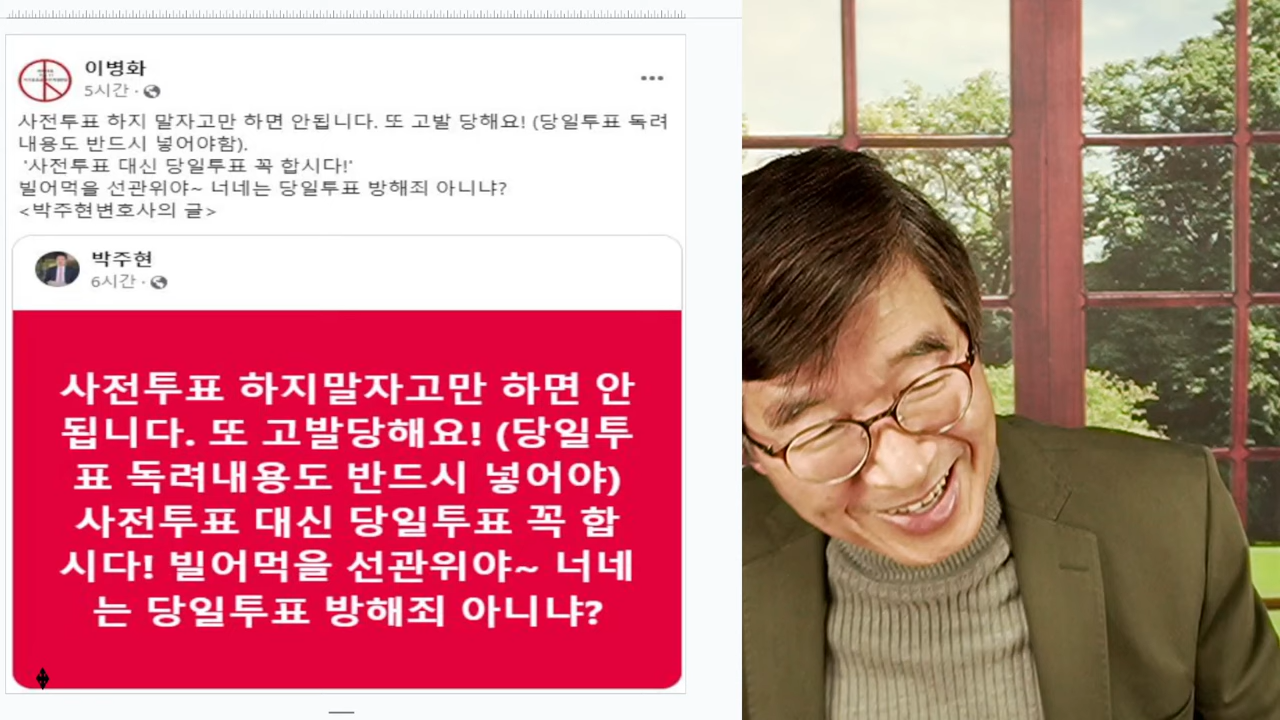 이병화
5시간 ·
사전투표 하지 말자고만 하면 안됩니다. 또 고발 당해요! (당일투표 독려
내용도 반드시 넣어야함).
'사전투표 대신 당일투표 꼭 합시다!'
빌어먹을 선관위야~ 너네는 당일투표 방해죄 아니냐?
<박주현변호사의 글>
박주현
6시간 ·
사전투표 하지말자고만 하면 안
됩니다. 또 고발당해요! (당일투
표 독려내용도 반드시 넣어야)
사전투표 대신 당일투표 꼭 합
시다! 빌어먹을 선관위야~ 너네
는 당일투표 방해죄 아니냐?